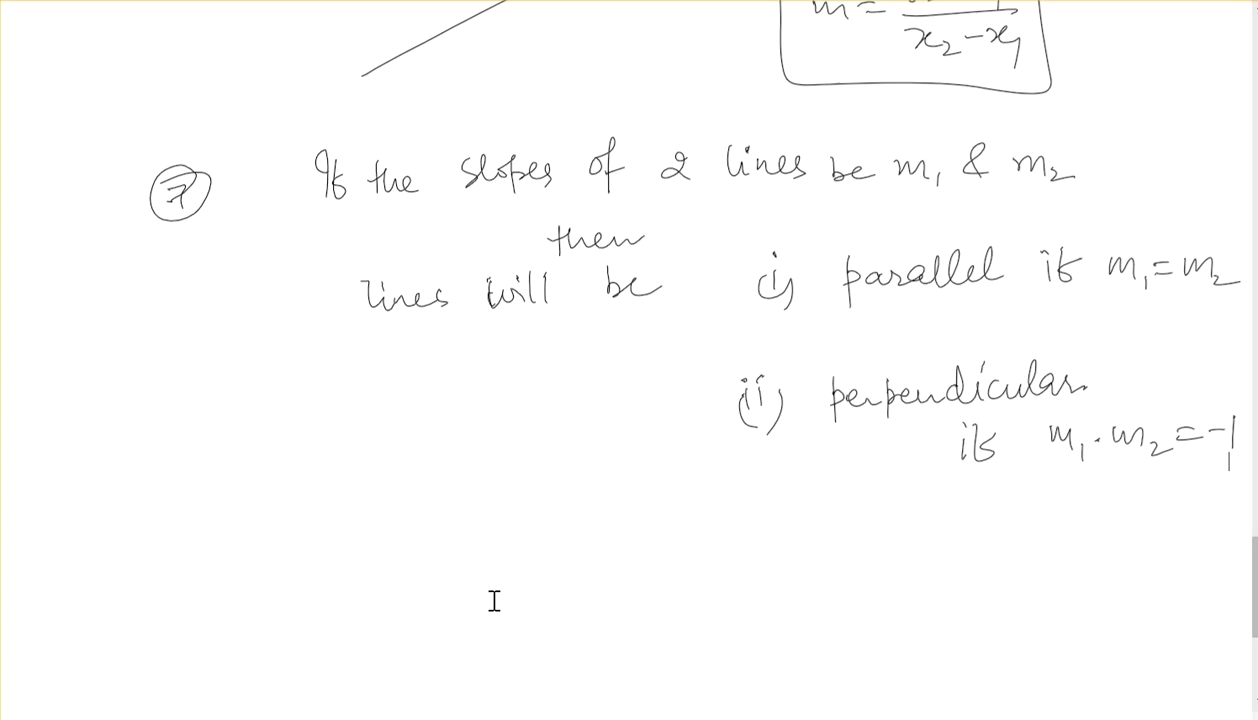 m = 
x₂ - x₁
⑦ If the slopes of 2 lines be m₁ & m₂
then
lines will be (i) parallel if m₁ = m₂
(ii) perpendicular
if m₁ . m₂ = -1